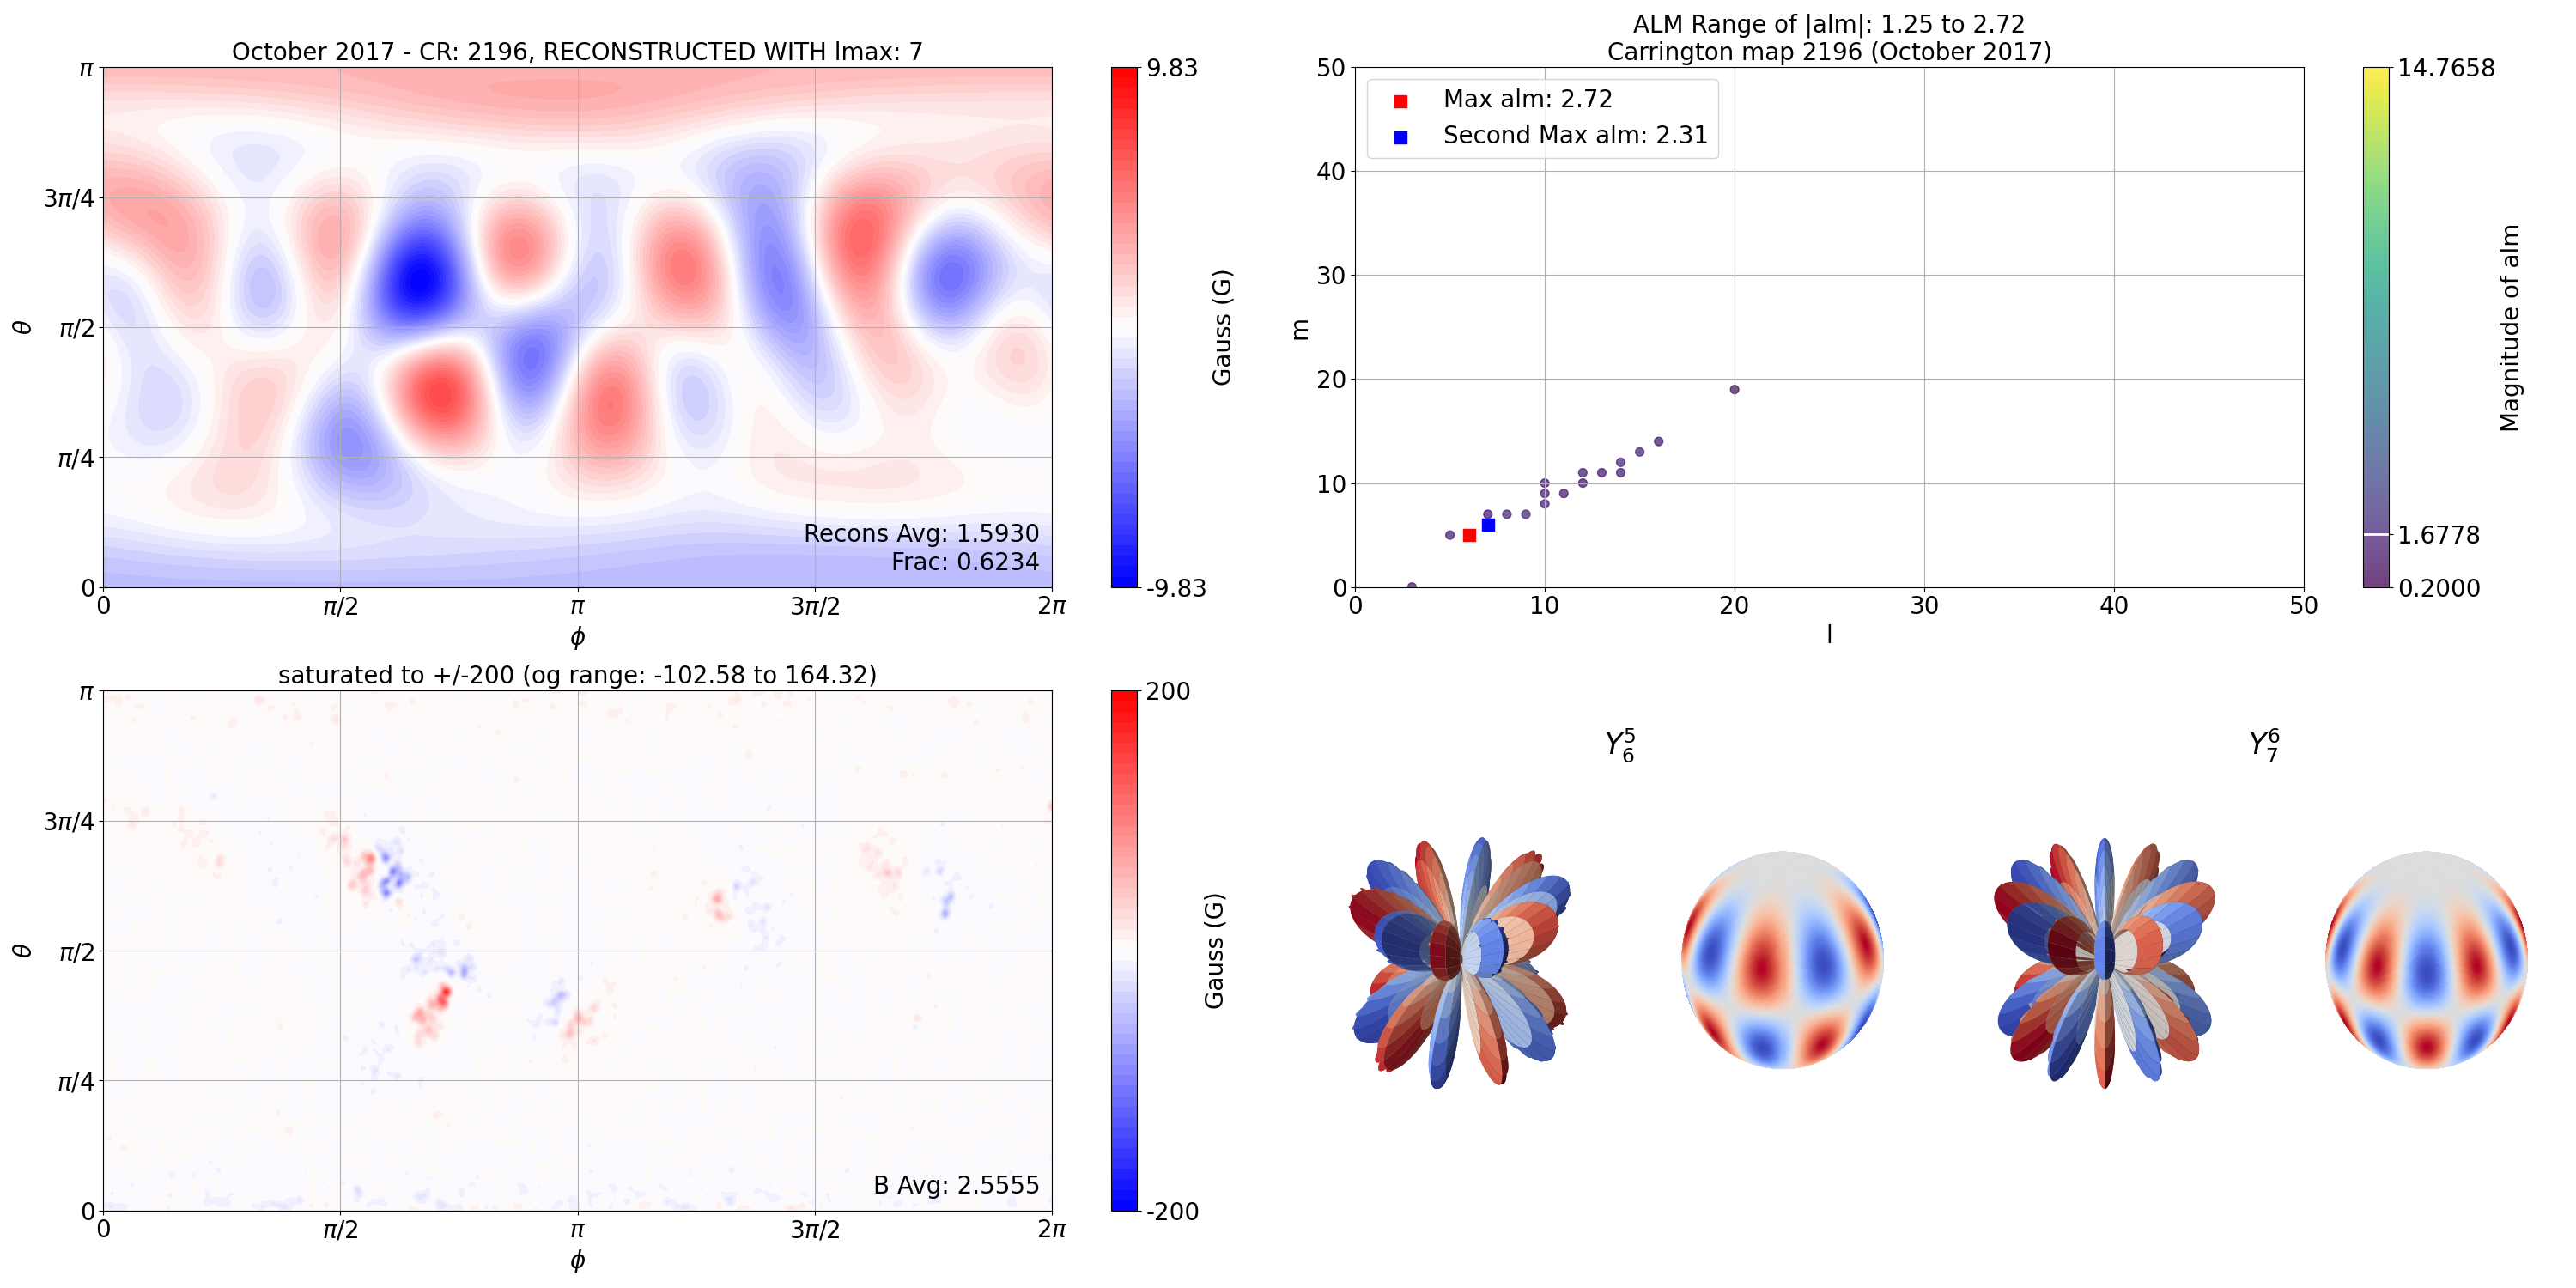 October 2017 - CR: 2196, RECONSTRUCTED WITH lmax: 7
π
3π/4
π/2
π/4
0
θ
0
π/2
π
3π/2
2π
ϕ
Recons Avg: 1.5930
Frac: 0.6234
9.83
-9.83
Gauss (G)
ALM Range of |alm|: 1.25 to 2.72
Carrington map 2196 (October 2017)
Max alm: 2.72
Second Max alm: 2.31
50
40
30
20
10
0
m
0
10
20
30
40
50
l
14.7658
1.6778
0.2000
Magnitude of alm
saturated to +/-200 (og range: -102.58 to 164.32)
π
3π/4
π/2
π/4
0
θ
0
π/2
π
3π/2
2π
ϕ
B Avg: 2.5555
200
-200
Gauss (G)
Y_6^5
Y_7^6